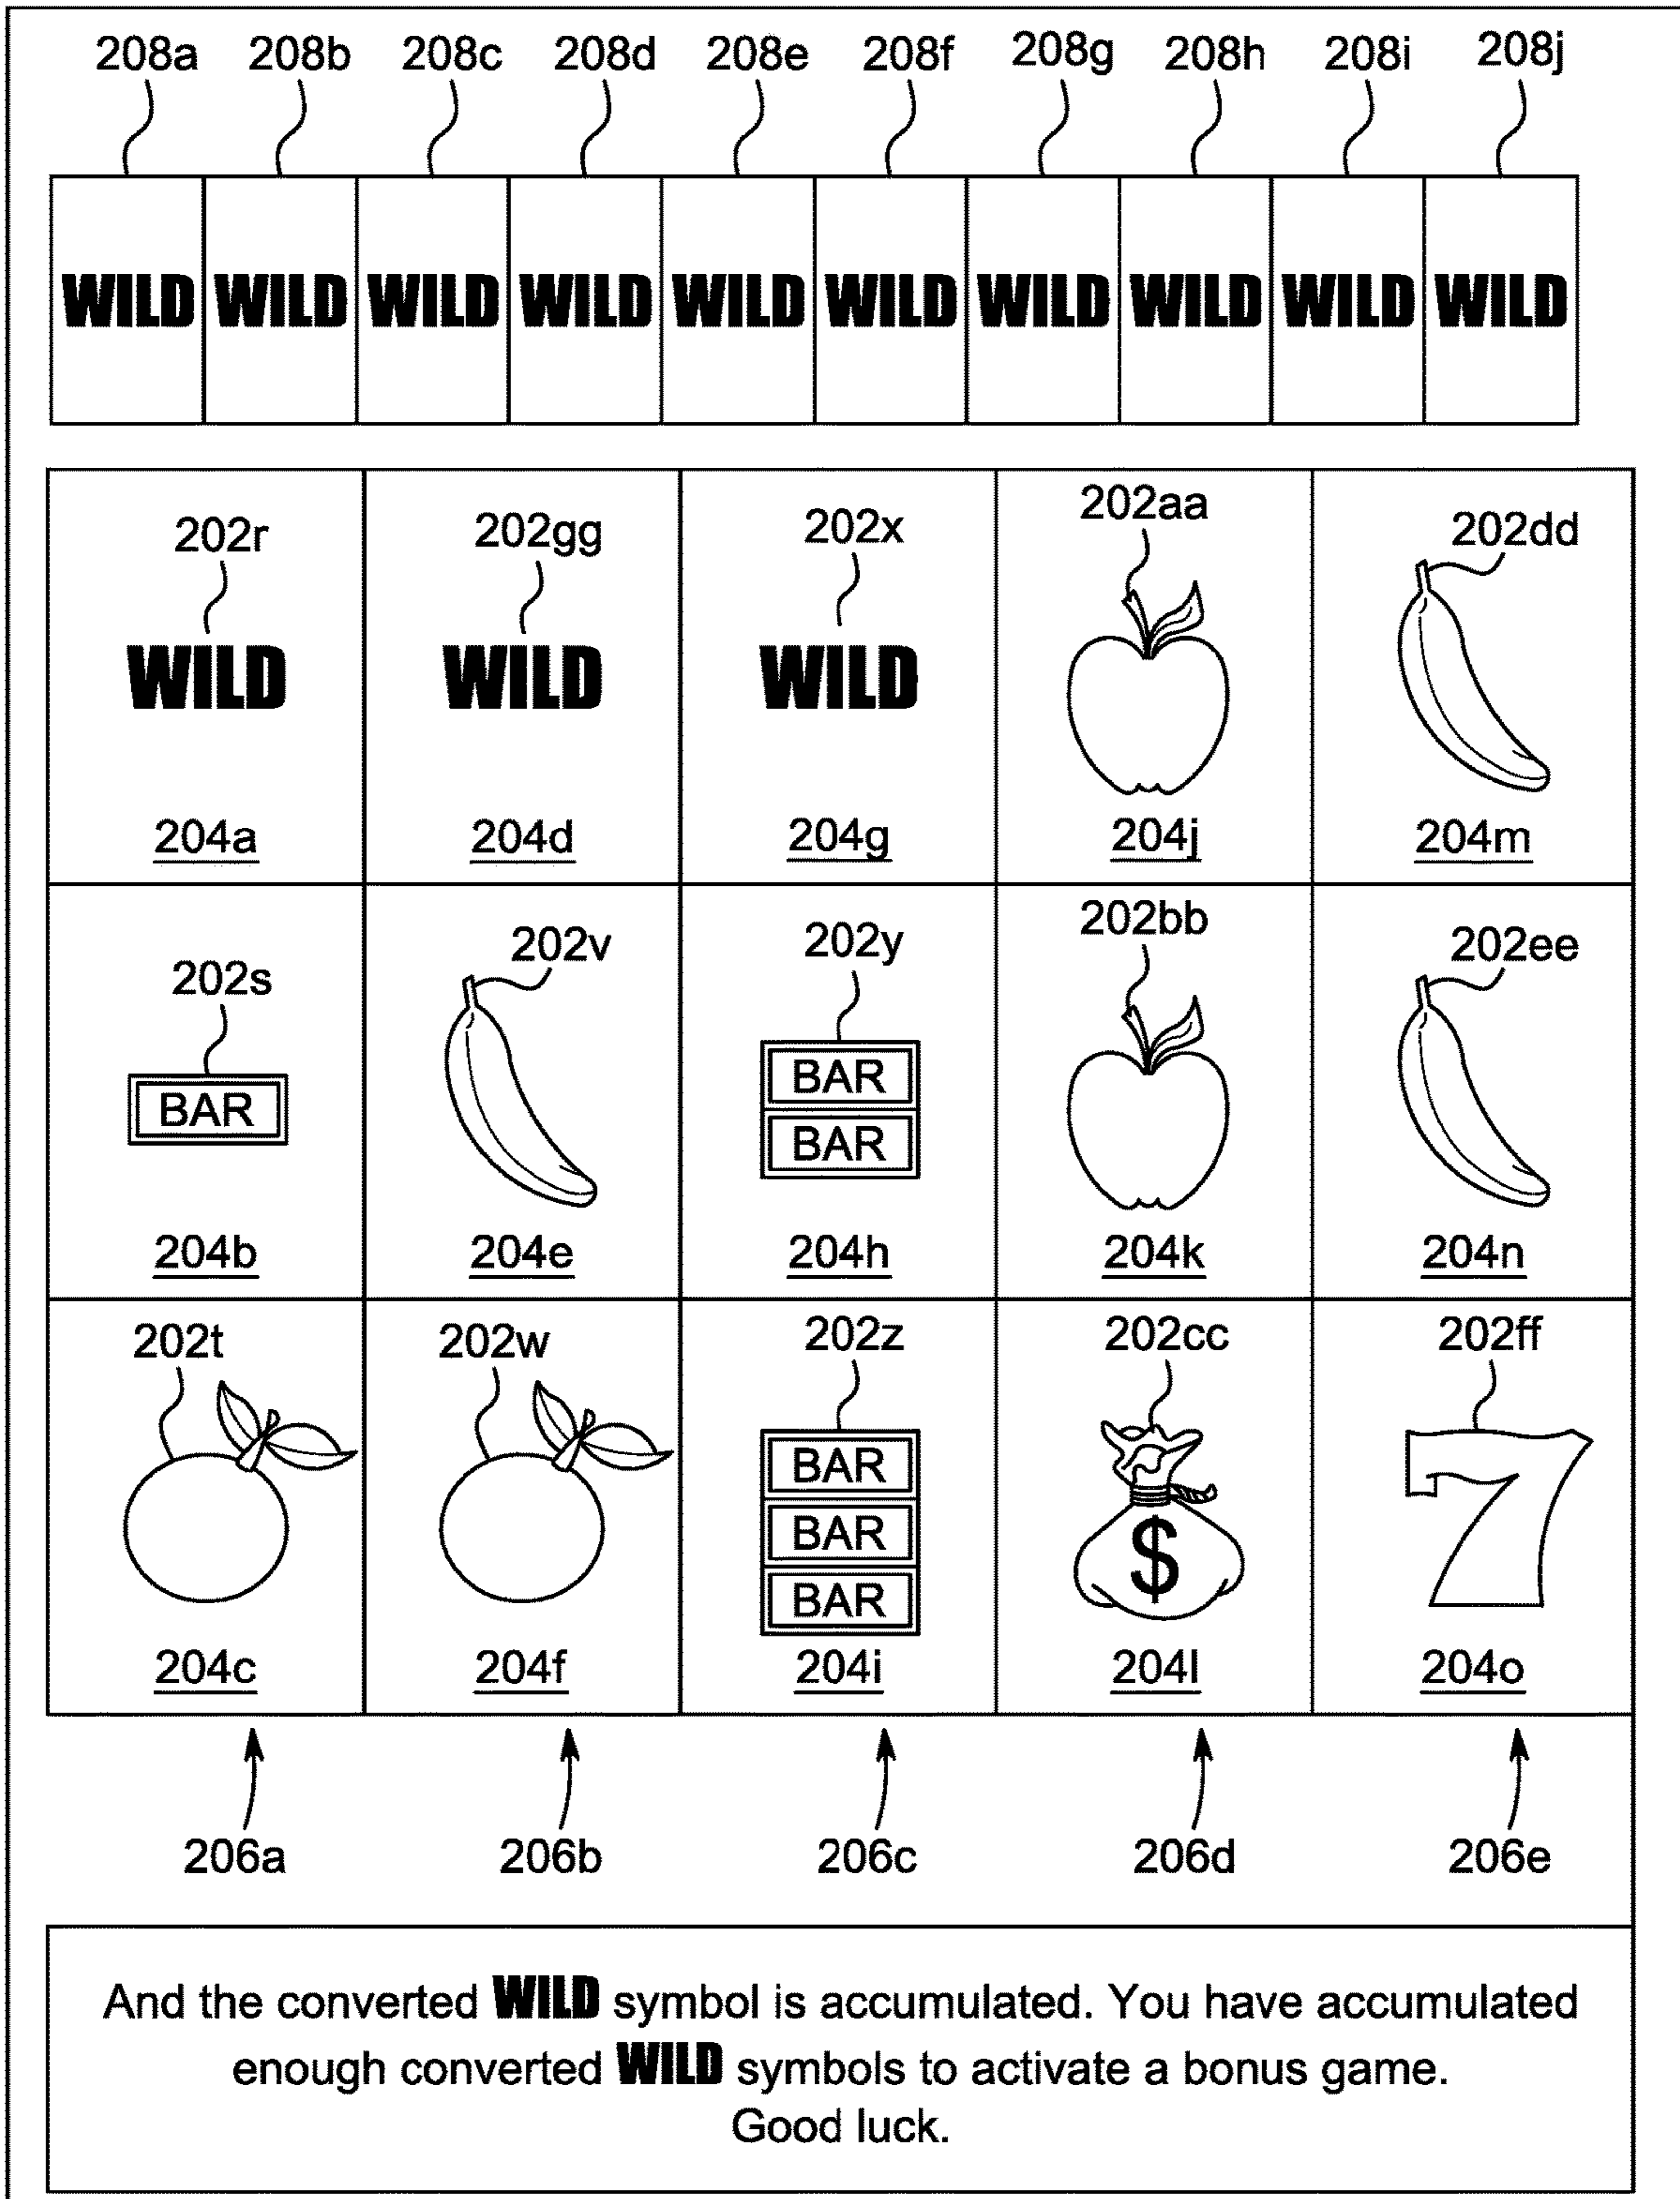 208a 208b 208c 208d 208e 208f 208g 208h 208i 208j
WILD WILD WILD WILD WILD WILD WILD WILD WILD WILD
202r 202gg 202x 202aa 202dd
WILD WILD WILD
204a 204d 204g 204j 204m
202s 202v 202y 202bb 202ee
BAR BAR
BAR
204b 204e 204h 204k 204n
202t 202w 202z 202cc 202ff
BAR
BAR $ 7
BAR
204c 204f 204i 204l 204o
206a 206b 206c 206d 206e
And the converted WILD symbol is accumulated. You have accumulated
enough converted WILD symbols to activate a bonus game.
Good luck.